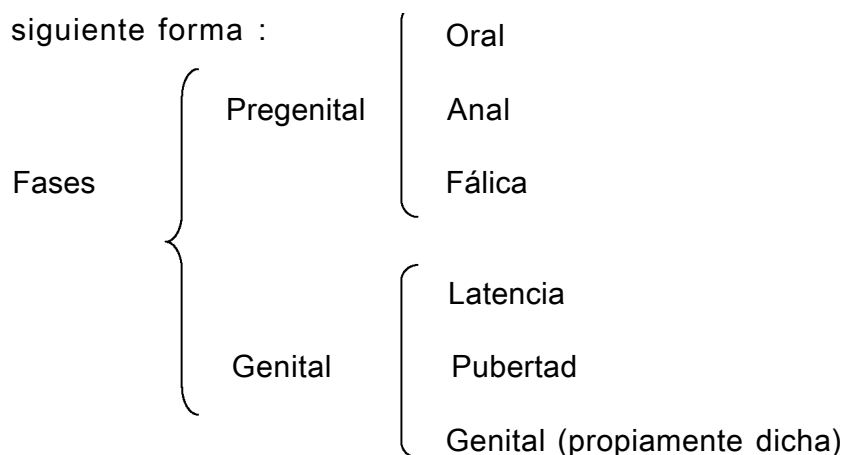 siguiente forma :
Oral
Pregenital Anal
Fases Fálica
Latencia
Genital Pubertad
Genital (propiamente dicha)